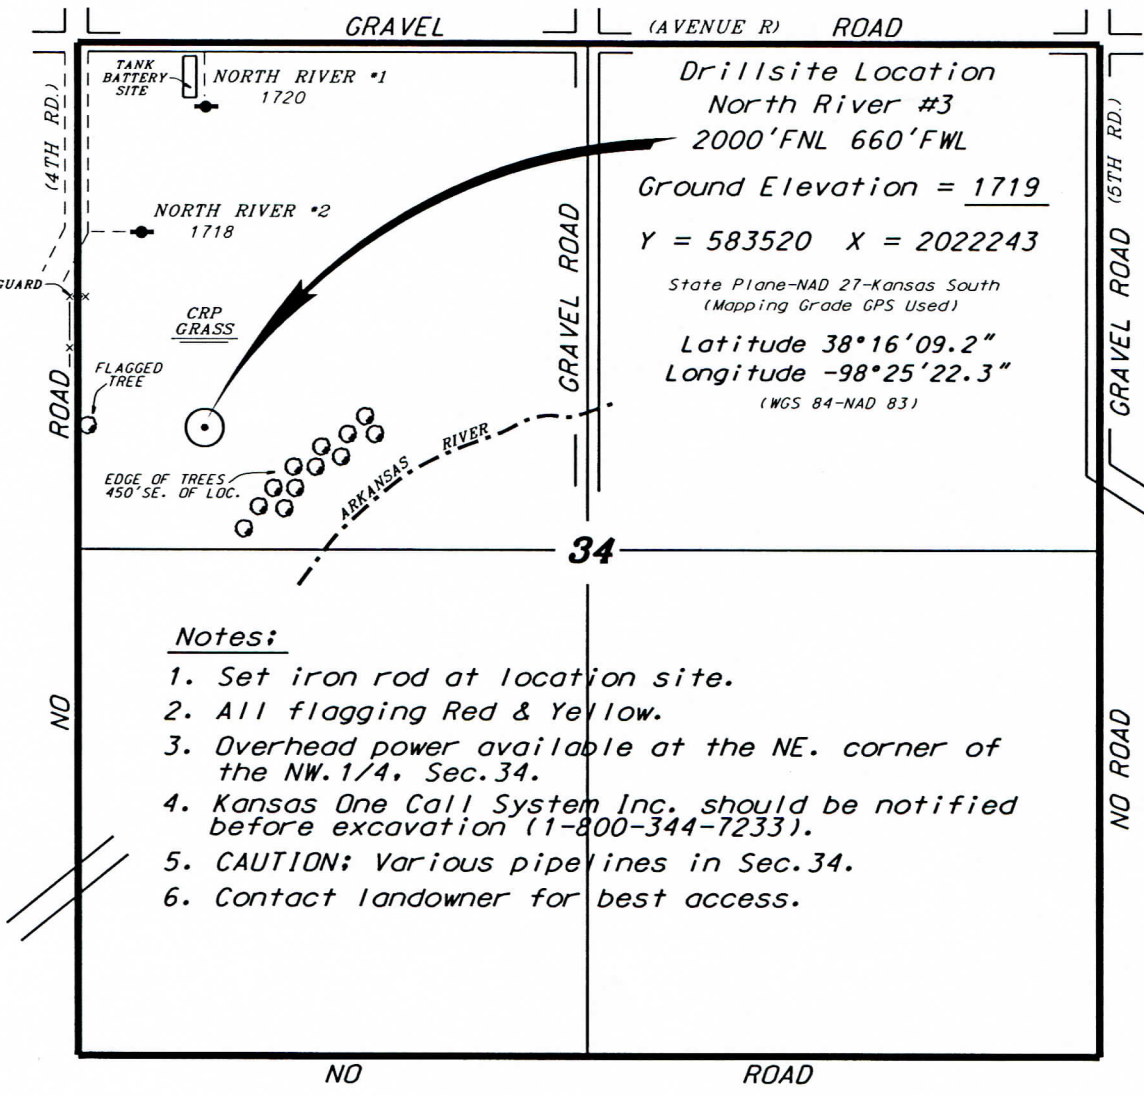 GRAVEL (AVENUE R) ROAD
TANK
BATTERY
SITE
NORTH RIVER #1
1720
(4TH RD.)
NORTH RIVER #2
1718
GUARD
CRP
GRASS
FLAGGED
TREE
ROAD
EDGE OF TREES
450'SE. OF LOC.
ARKANSAS RIVER
GRAVEL ROAD
Drillsite Location
North River #3
2000'FNL 660'FWL
Ground Elevation = 1719
Y = 583520 X = 2022243
State Plane-NAD 27-Kansas South
(Mapping Grade GPS Used)
Latitude 38°16'09.2"
Longitude -98°25'22.3"
(WGS 84-NAD 83)
GRAVEL ROAD (5TH RD.)
34
Notes:
1. Set iron rod at location site.
2. All flagging Red & Yellow.
3. Overhead power available at the NE. corner of
the NW.1/4, Sec.34.
4. Kansas One Call System Inc. should be notified
before excavation (1-800-344-7233).
5. CAUTION: Various pipelines in Sec.34.
6. Contact landowner for best access.
NO
NO ROAD
NO ROAD